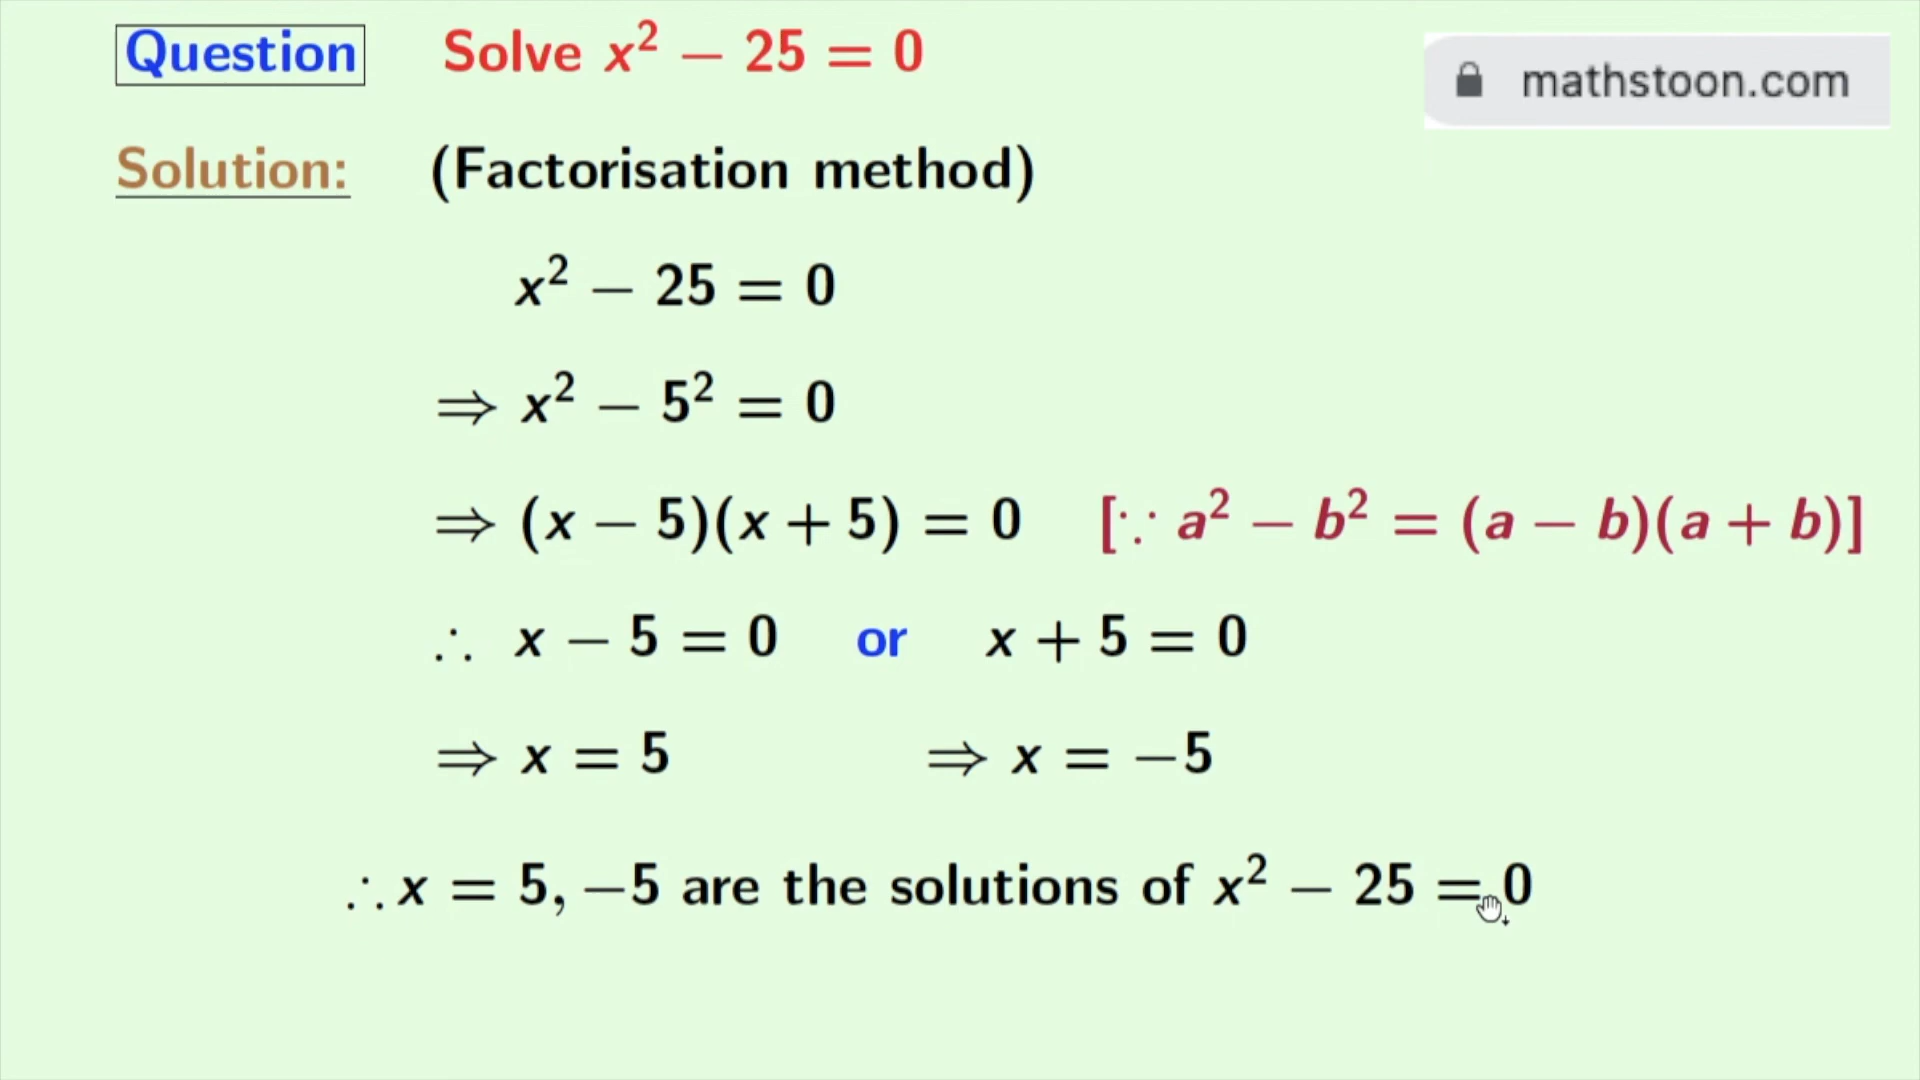 Question Solve x² − 25 = 0
mathstoon.com
Solution: (Factorisation method)
x² − 25 = 0
⇒ x² − 5² = 0
⇒ (x − 5)(x + 5) = 0 [∵ a² − b² = (a − b)(a + b)]
∴ x − 5 = 0 or x + 5 = 0
⇒ x = 5 ⇒ x = −5
∴ x = 5, −5 are the solutions of x² − 25 = 0